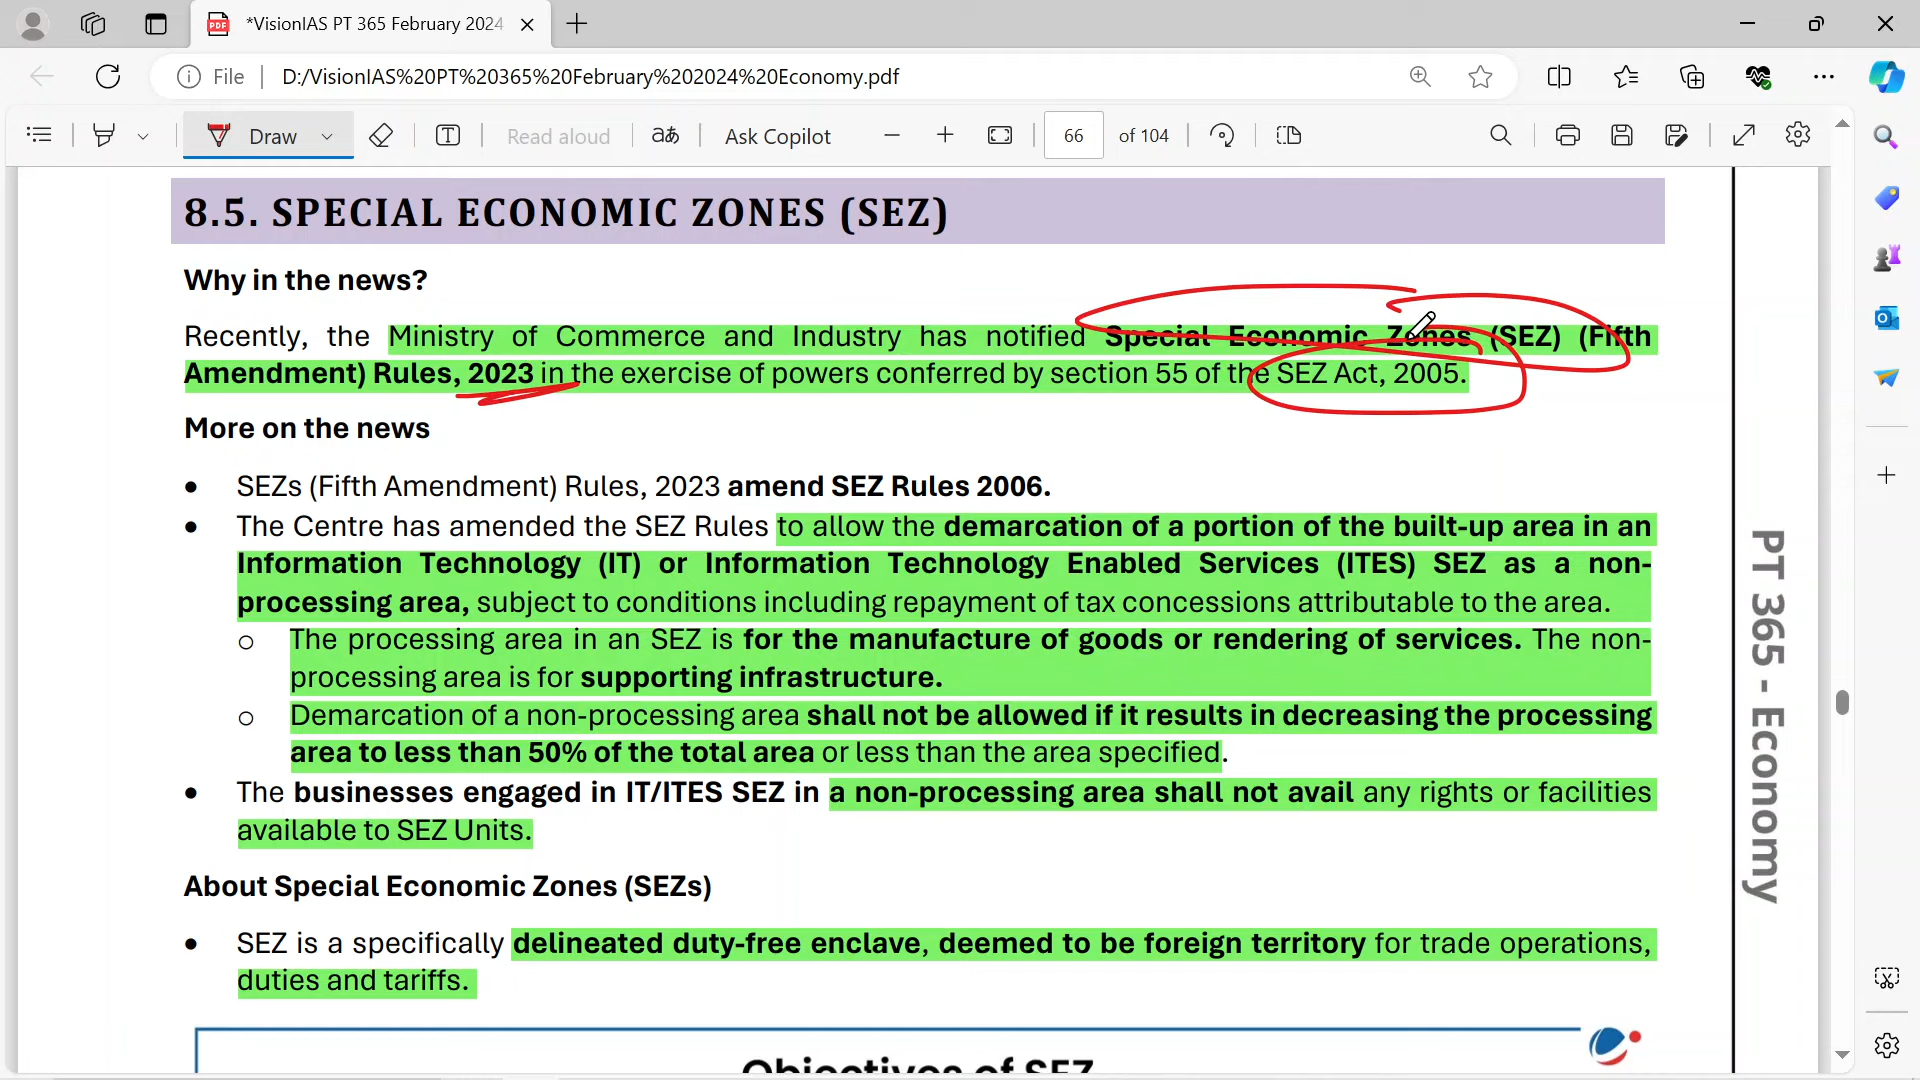 *VisionIAS PT 365 February 2024
File
D:/VisionIAS%20PT%20365%20February%202024%20Economy.pdf
Draw
Read aloud
Ask Copilot
66
of 104
8.5. SPECIAL ECONOMIC ZONES (SEZ)
Why in the news?
Recently, the Ministry of Commerce and Industry has notified Special Economic Zones (SEZ) (Fifth
Amendment) Rules, 2023 in the exercise of powers conferred by section 55 of the SEZ Act, 2005.
More on the news
• SEZs (Fifth Amendment) Rules, 2023 amend SEZ Rules 2006.
• The Centre has amended the SEZ Rules to allow the demarcation of a portion of the built-up area in an
Information Technology (IT) or Information Technology Enabled Services (ITES) SEZ as a non-
processing area, subject to conditions including repayment of tax concessions attributable to the area.
o The processing area in an SEZ is for the manufacture of goods or rendering of services. The non-
processing area is for supporting infrastructure.
o Demarcation of a non-processing area shall not be allowed if it results in decreasing the processing
area to less than 50% of the total area or less than the area specified.
• The businesses engaged in IT/ITES SEZ in a non-processing area shall not avail any rights or facilities
available to SEZ Units.
About Special Economic Zones (SEZs)
• SEZ is a specifically delineated duty-free enclave, deemed to be foreign territory for trade operations,
duties and tariffs.
Objectives of SEZ
PT 365 - Economy